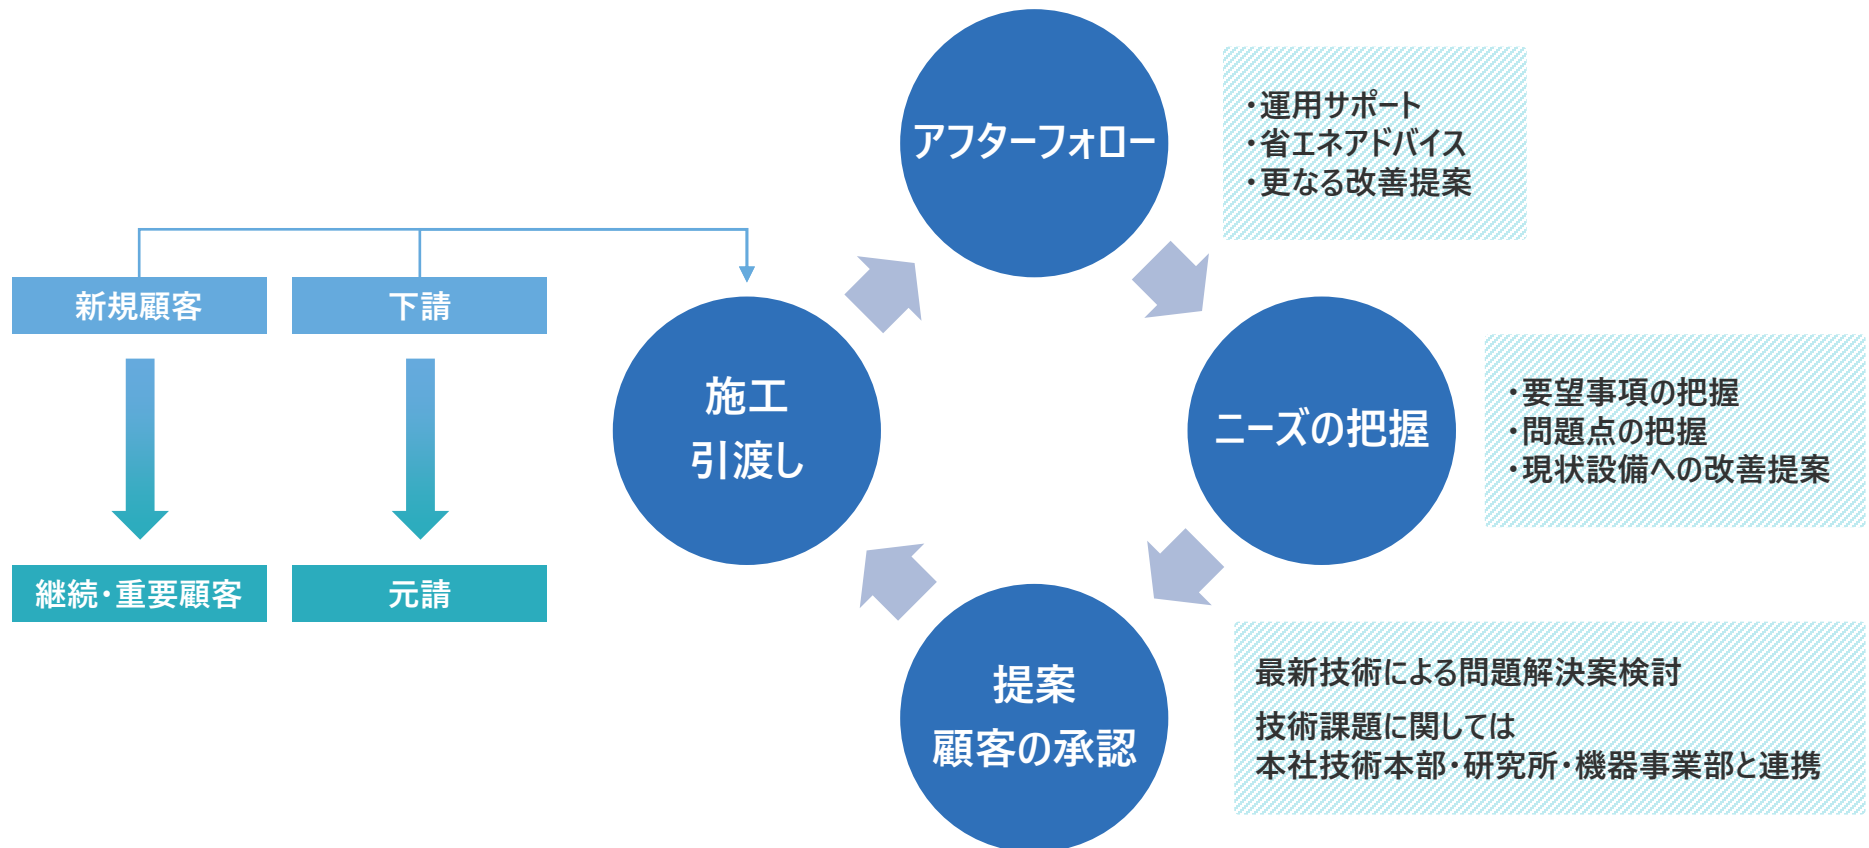 アフターフォロー
・運用サポート
・省エネアドバイス
・更なる改善提案
新規顧客
下請
継続・重要顧客
元請
施工
引渡し
ニーズの把握
・要望事項の把握
・問題点の把握
・現状設備への改善提案
提案
顧客の承認
最新技術による問題解決案検討
技術課題に関しては
本社技術本部・研究所・機器事業部と連携